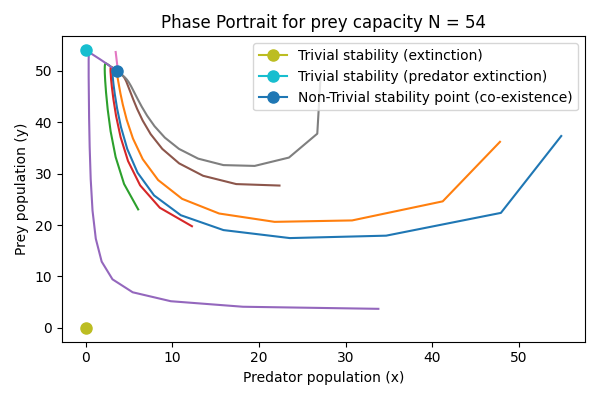 Phase Portrait for prey capacity N = 54
Trivial stability (extinction)
Trivial stability (predator extinction)
Non-Trivial stability point (co-existence)
Prey population (y)
50
40
30
20
10
0
0 10 20 30 40 50
Predator population (x)